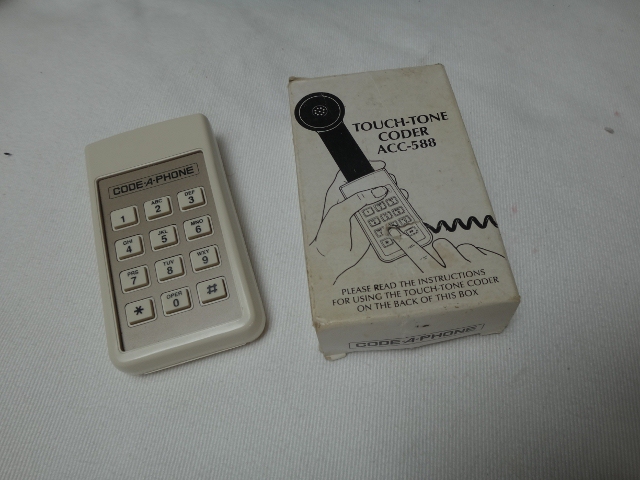 CODE-A-PHONE
1
ABC
2
DEF
3
GHI
4
JKL
5
MNO
6
PRS
7
TUV
8
WXY
9
*
OPER
0
#
TOUCH-TONE
CODER
ACC-588
PLEASE READ THE INSTRUCTIONS
FOR USING THE TOUCH-TONE CODER
ON THE BACK OF THIS BOX
CODE-A-PHONE